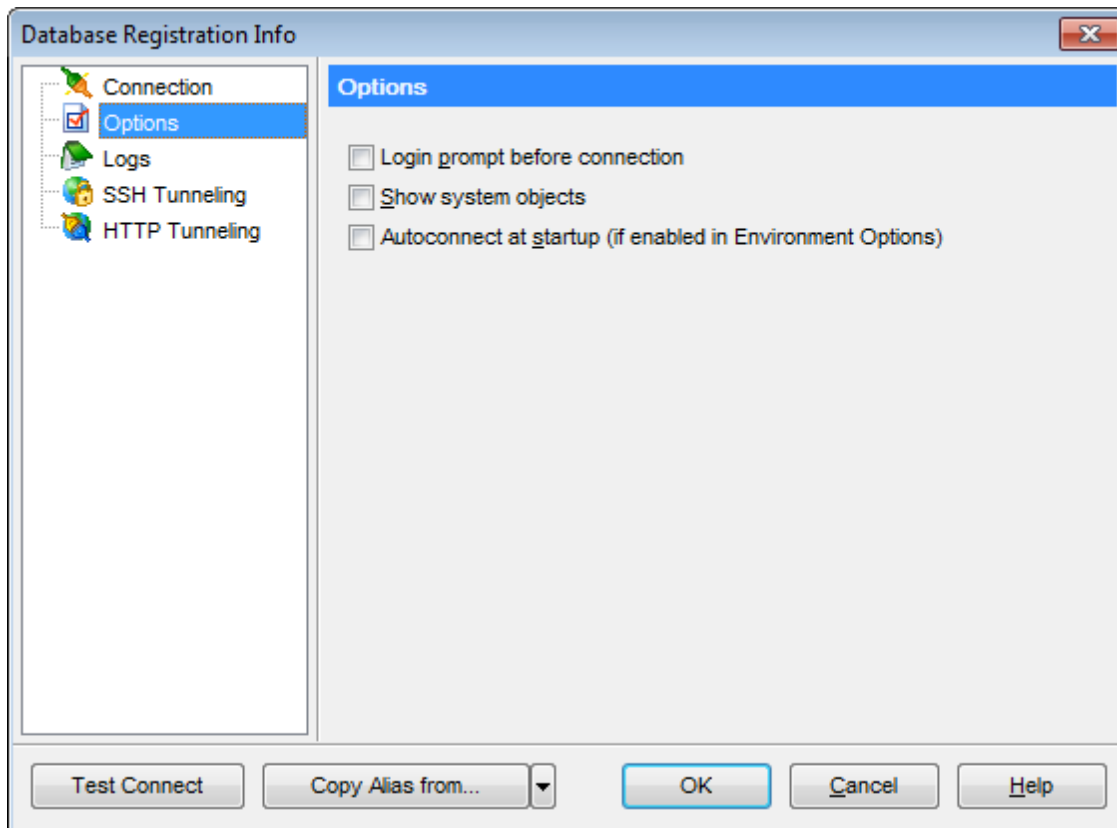 Database Registration Info
Connection
Options
Logs
SSH Tunneling
HTTP Tunneling
Options
Login prompt before connection
Show system objects
Autoconnect at startup (if enabled in Environment Options)
Test Connect
Copy Alias from...
OK
Cancel
Help